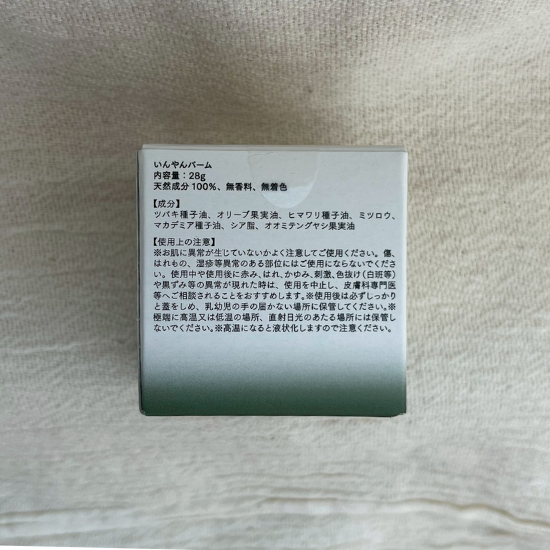 いんやんバーム
内容量：28g
天然成分100%、無香料、無着色
【成分】
ツバキ種子油、オリーブ果実油、ヒマワリ種子油、ミツロウ、
マカデミア種子油、シア脂、オオミテングヤシ果実油
【使用上の注意】
※お肌に異常が生じていないかよく注意してご使用ください。傷、
はれもの、湿疹等異常のある部位にはご使用にならないでくださ
い。使用中や使用後に赤み、はれ、かゆみ、刺激、色抜け(白斑等)
や黒ずみ等の異常が現れた時は、使用を中止し、皮膚科専門医
等へご相談されることをおすすめします。※使用後は必ずしっかり
と蓋をしめ、乳幼児の手の届かない場所に保管してください。※
極端に高温又は低温の場所、直射日光のあたる場所には保管し
ないでください。※高温になると液状化しますので注意ください。